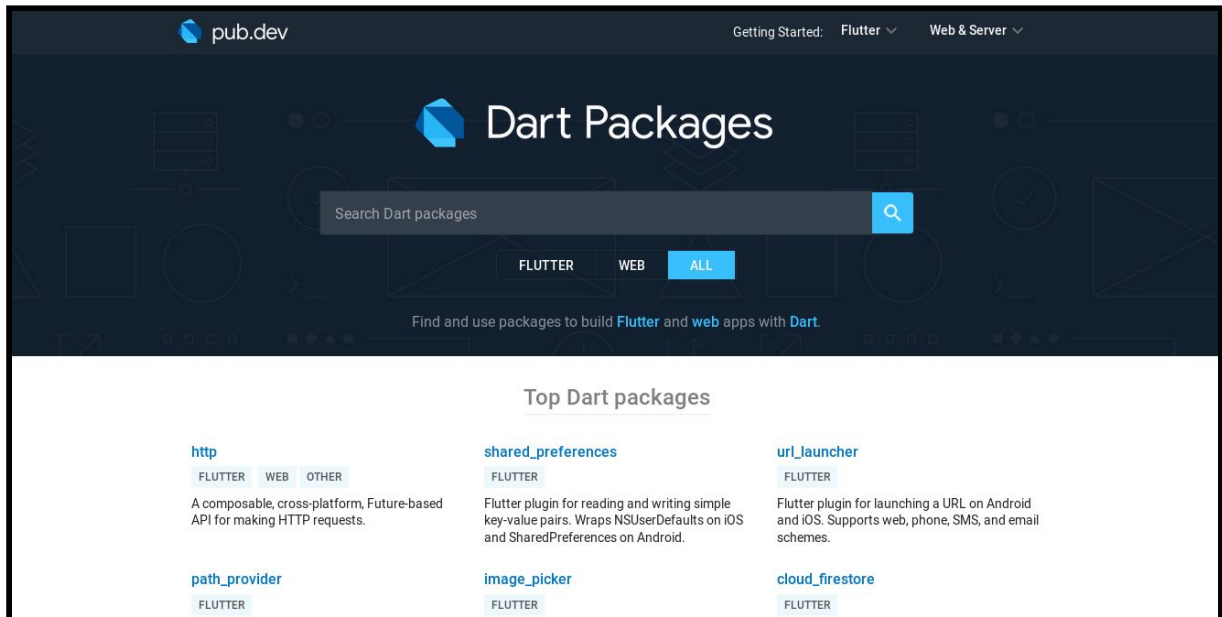 pub.dev
Getting Started: Flutter Web & Server
Dart Packages
Search Dart packages
FLUTTER WEB ALL
Find and use packages to build Flutter and web apps with Dart.
Top Dart packages
http
FLUTTER WEB OTHER
A composable, cross-platform, Future-based
API for making HTTP requests.
shared_preferences
FLUTTER
Flutter plugin for reading and writing simple
key-value pairs. Wraps NSUserDefaults on iOS
and SharedPreferences on Android.
url_launcher
FLUTTER
Flutter plugin for launching a URL on Android
and iOS. Supports web, phone, SMS, and email
schemes.
path_provider
FLUTTER
image_picker
FLUTTER
cloud_firestore
FLUTTER